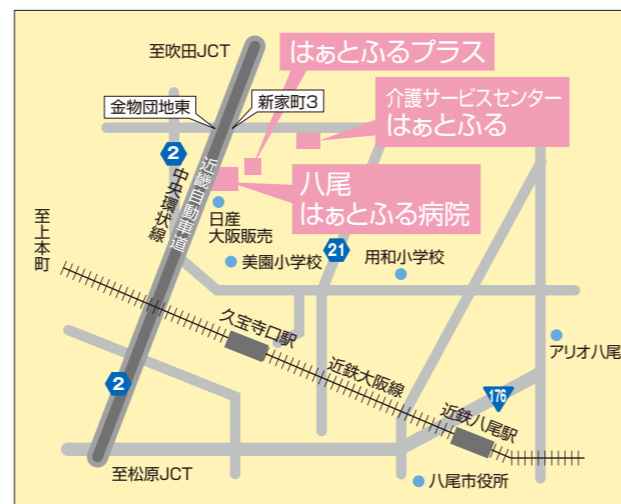 至吹田JCT
はぁとふるプラス
金物団地東
新家町3
介護サービスセンター
はぁとふる
2
近畿自動車道
中央環状線
八尾
はぁとふる病院
日産
大阪販売
至上本町
美園小学校
21
用和小学校
久宝寺口駅
アリオ八尾
近鉄大阪線
2
176
近鉄八尾駅
至松原JCT
八尾市役所